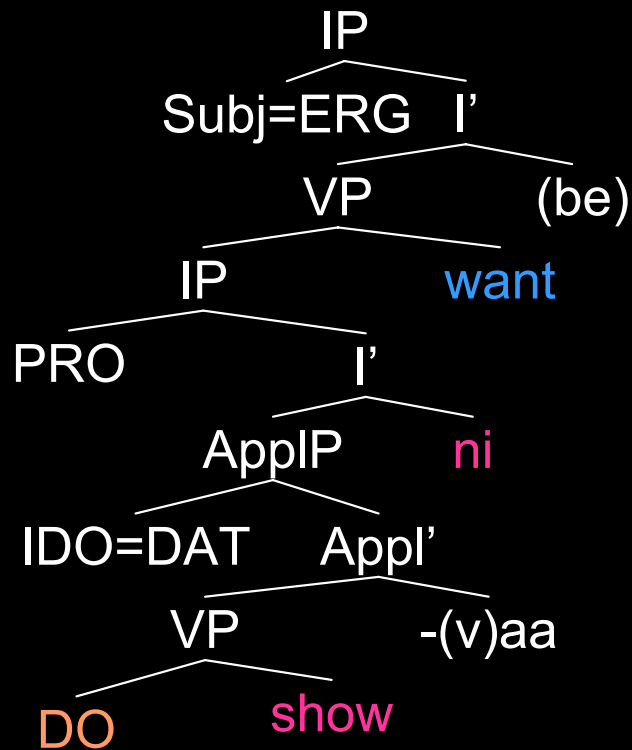 IP
Subj=ERG I’
VP (be)
IP want
PRO I’
ApplP ni
IDO=DAT Appl’
VP -(v)aa
DO show